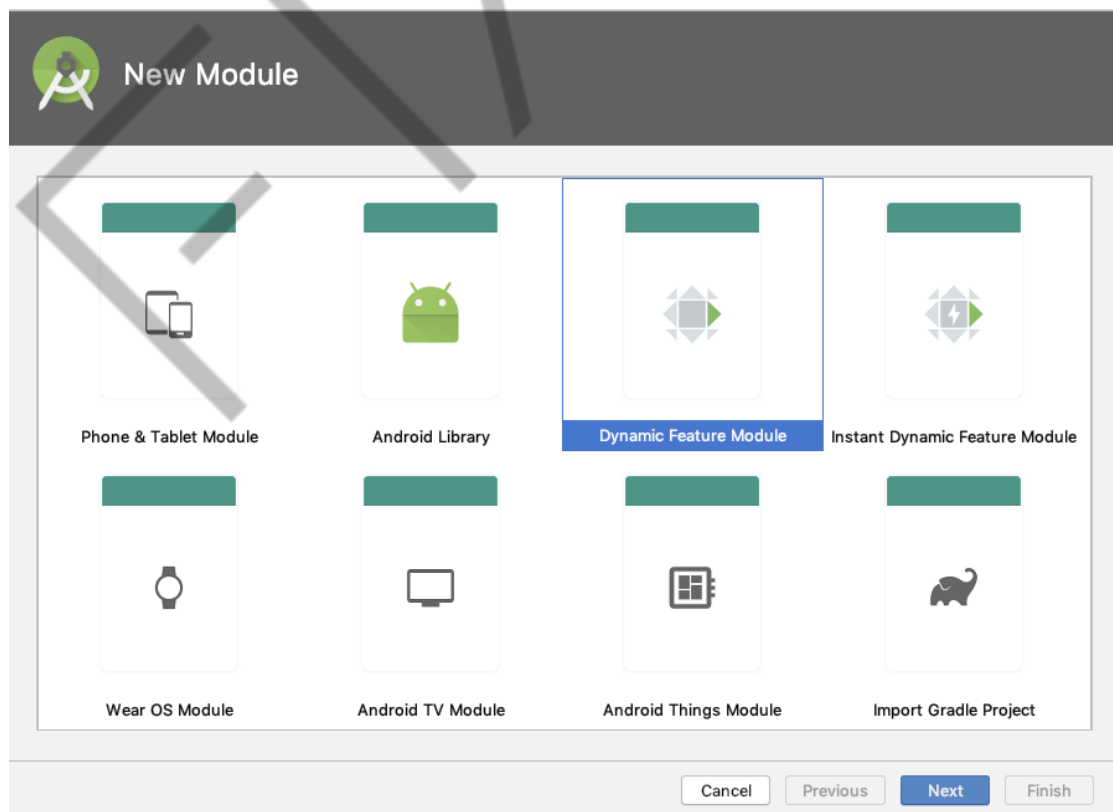 New Module
Phone & Tablet Module
Android Library
Dynamic Feature Module
Instant Dynamic Feature Module
Wear OS Module
Android TV Module
Android Things Module
Import Gradle Project
Cancel
Previous
Next
Finish